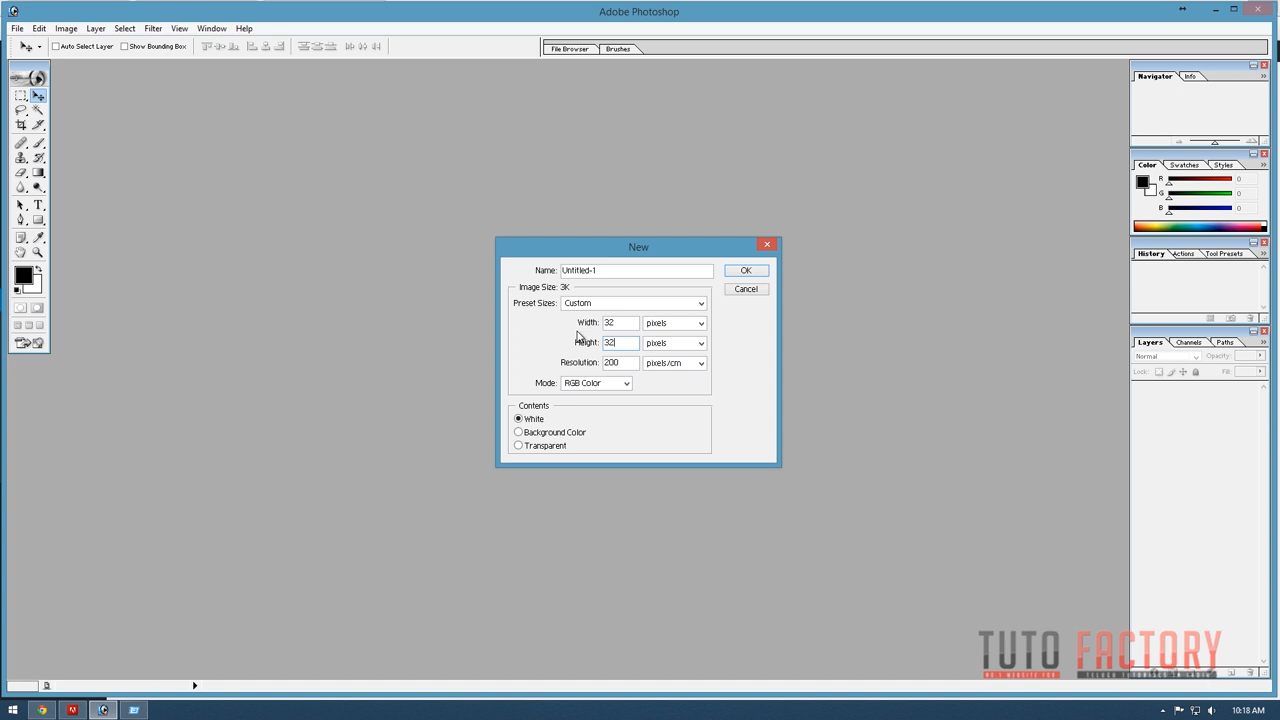 Adobe Photoshop
File Edit Image Layer Select Filter View Window Help
Auto Select Layer Show Bounding Box
File Browser Brushes
Navigator Info
Color Swatches Styles
R 0
G 0
B 0
History Actions Tool Presets
Layers Channels Paths
Normal Opacity:
Lock: Fill:
New
Name: Untitled-1 OK
Image Size: 3K
Cancel
Preset Sizes: Custom
Width: 32 pixels
Height: 32 pixels
Resolution: 200 pixels/cm
Mode: RGB Color
Contents
White
Background Color
Transparent
TUTO FACTORY
10:18 AM